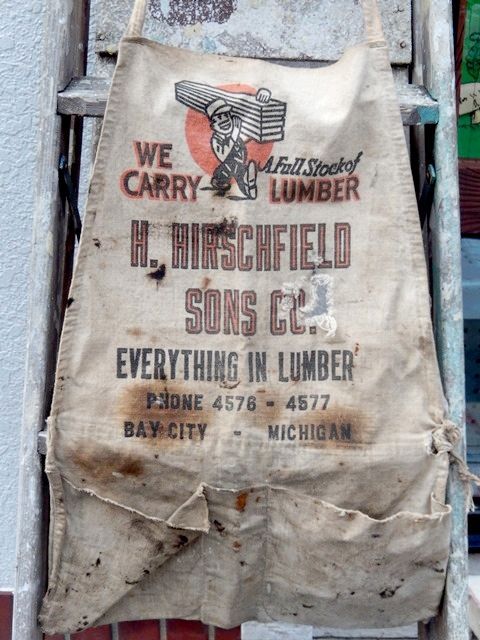 WE CARRY A Full Stock of LUMBER
H. HIRSCHFIELD
SONS CO.
EVERYTHING IN LUMBER
PHONE 4576 - 4577
BAY CITY - MICHIGAN